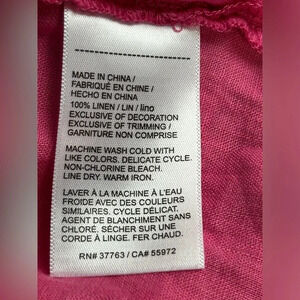 MADE IN CHINA /
FABRIQUÉ EN CHINE /
HECHO EN CHINA
100% LINEN / LIN / lino
EXCLUSIVE OF DECORATION
EXCLUSIVE OF TRIMMING /
GARNITURE NON COMPRISE
MACHINE WASH COLD WITH
LIKE COLORS. DELICATE CYCLE.
NON-CHLORINE BLEACH.
LINE DRY. WARM IRON.
LAVER À LA MACHINE À L'EAU
FROIDE AVEC DES COULEURS
SIMILAIRES. CYCLE DÉLICAT.
AGENT DE BLANCHIMENT SANS
CHLORE. SÉCHER SUR UNE
CORDE À LINGE. FER CHAUD.
RN# 37763 / CA# 55972